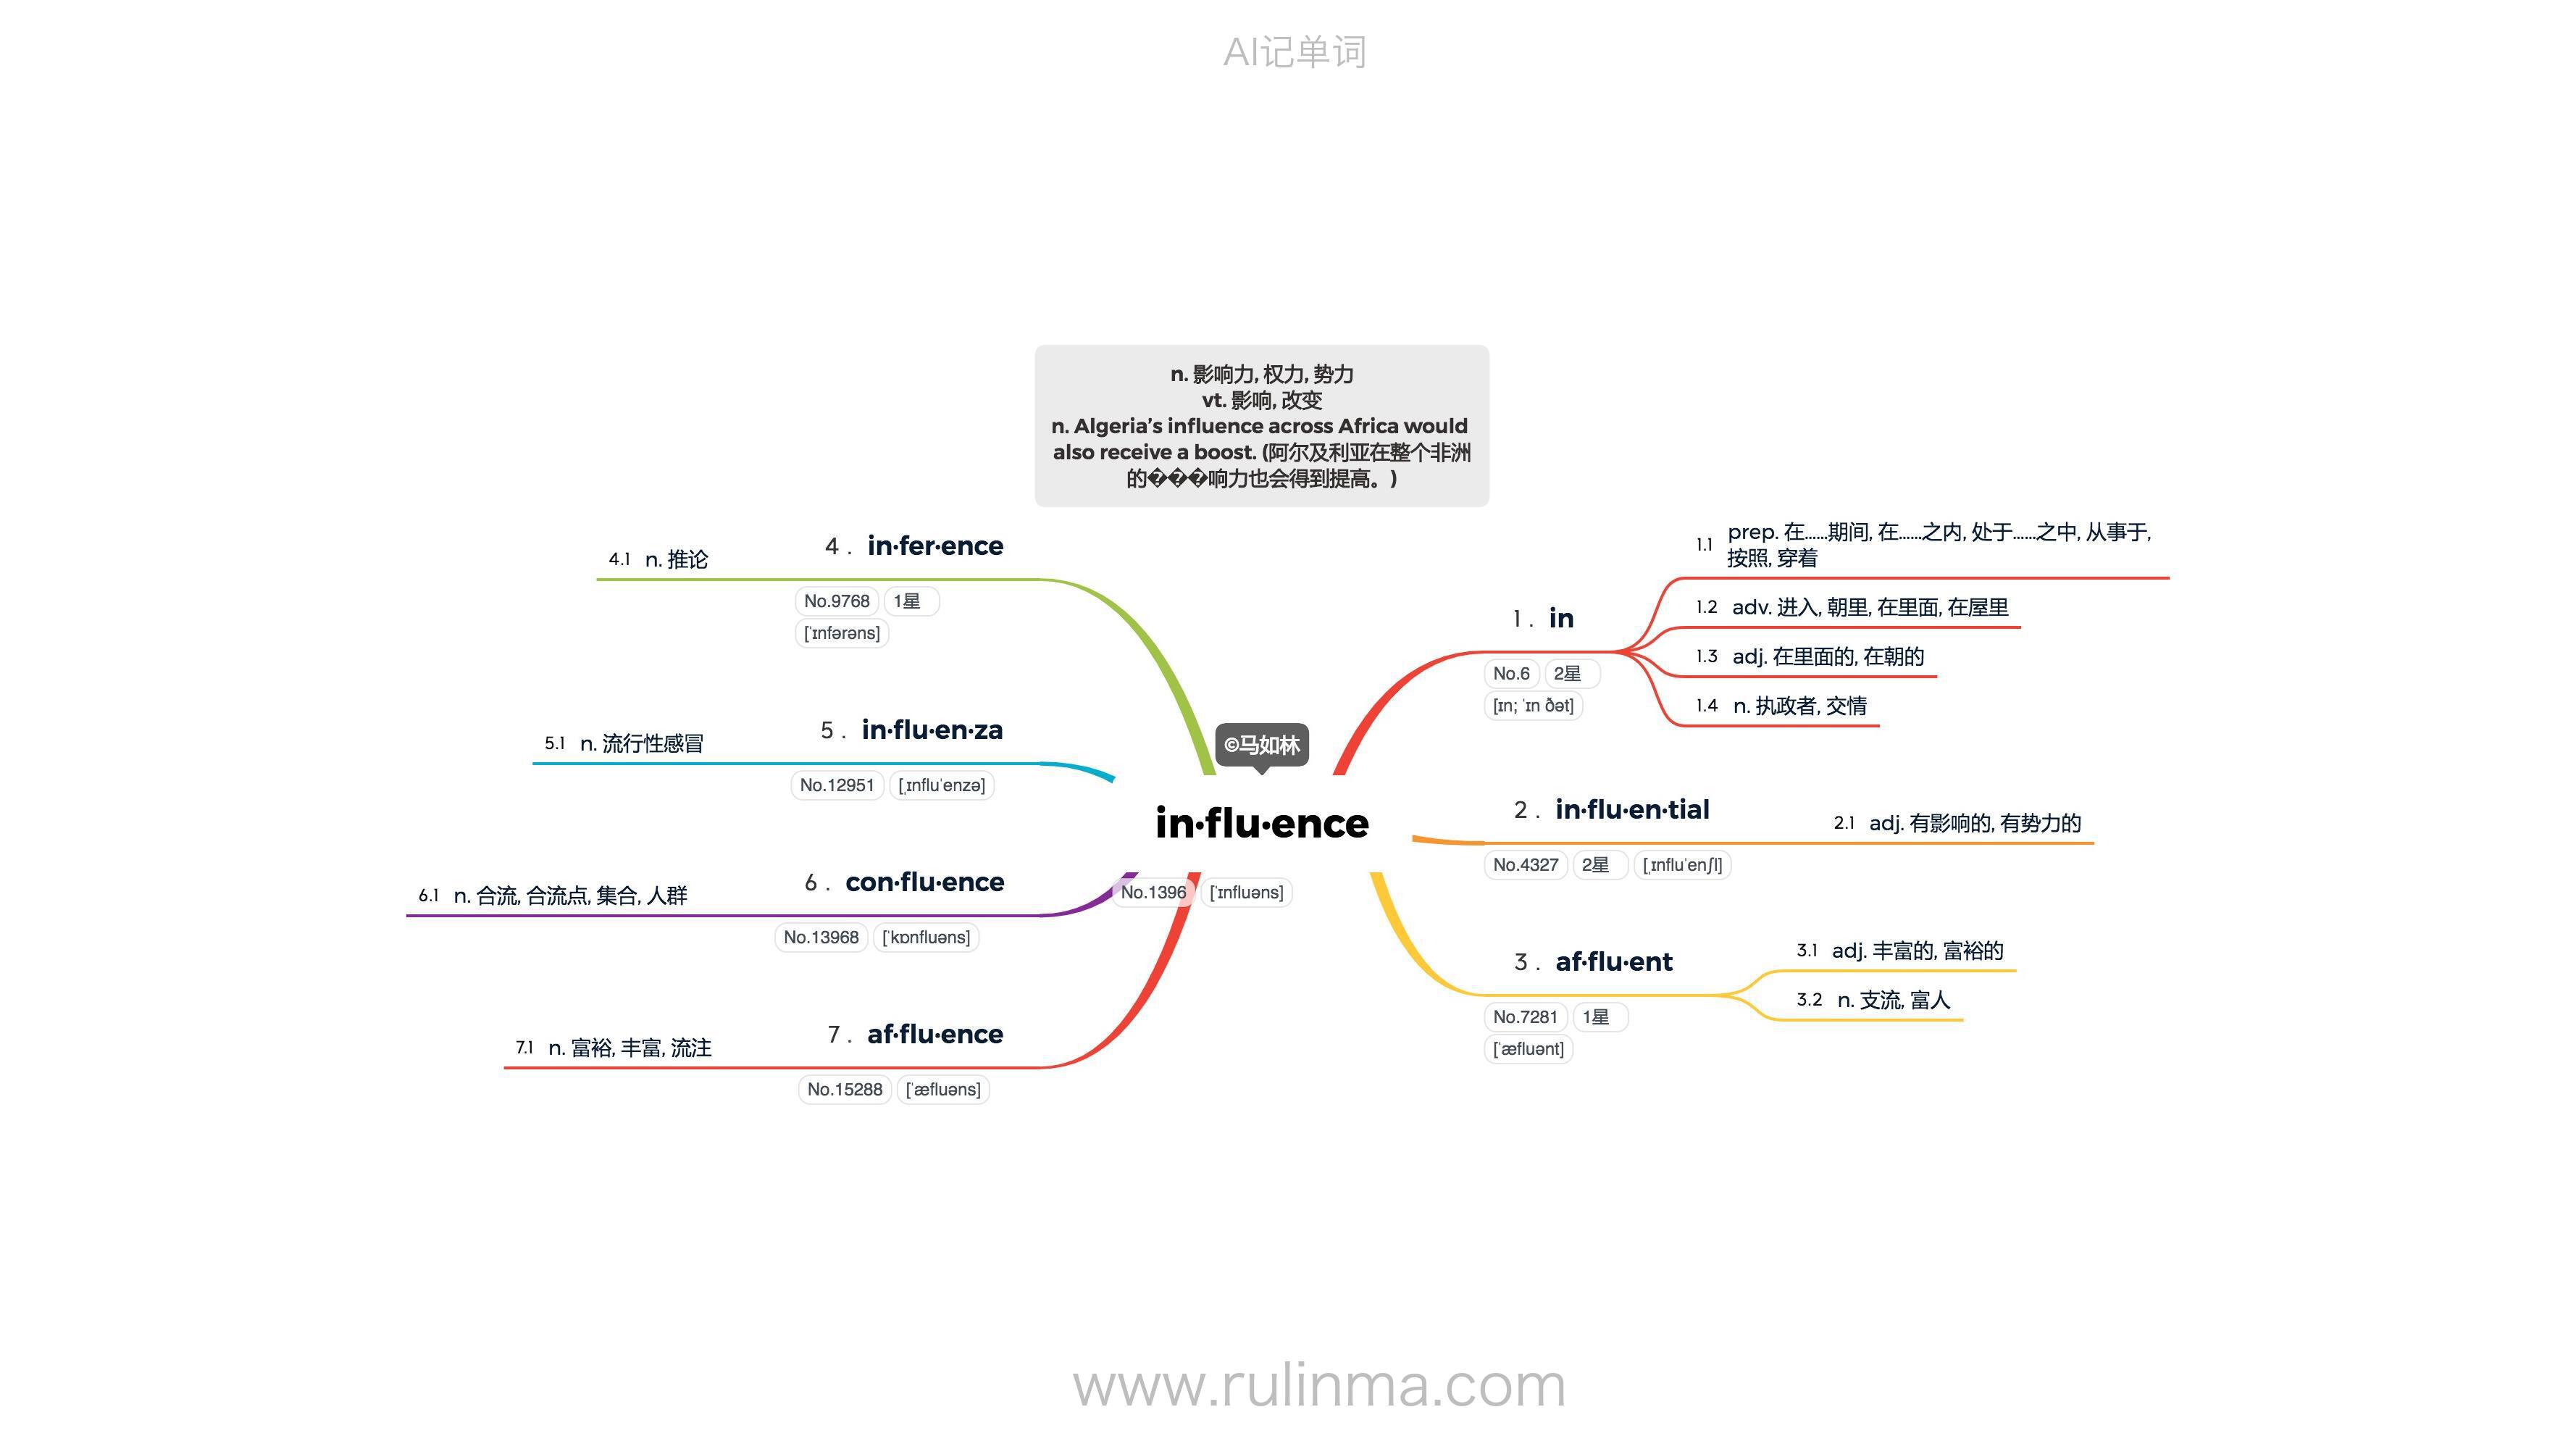 AI记单词
n. 影响力, 权力, 势力
vt. 影响, 改变
n. Algeria’s influence across Africa would
also receive a boost. (阿尔及利亚在整个非洲
的���响力也会得到提高。)
©马如林
in·flu·ence
No.1396 [ˈɪnfluəns]
1 . in
No.6 2星
[ɪn; ˈɪn ðət]
1.1 prep. 在……期间, 在……之内, 处于……之中, 从事于,
按照, 穿着
1.2 adv. 进入, 朝里, 在里面, 在屋里
1.3 adj. 在里面的, 在朝的
1.4 n. 执政者, 交情
2 . in·flu·en·tial
No.4327 2星 [ˌɪnfluˈenʃl]
2.1 adj. 有影响的, 有势力的
3 . af·flu·ent
No.7281 1星
[ˈæfluənt]
3.1 adj. 丰富的, 富裕的
3.2 n. 支流, 富人
4 . in·fer·ence
No.9768 1星
[ˈɪnfərəns]
4.1 n. 推论
5 . in·flu·en·za
No.12951 [ˌɪnfluˈenzə]
5.1 n. 流行性感冒
6 . con·flu·ence
No.13968 [ˈkɒnfluəns]
6.1 n. 合流, 合流点, 集合, 人群
7 . af·flu·ence
No.15288 [ˈæfluəns]
7.1 n. 富裕, 丰富, 流注
www.rulinma.com